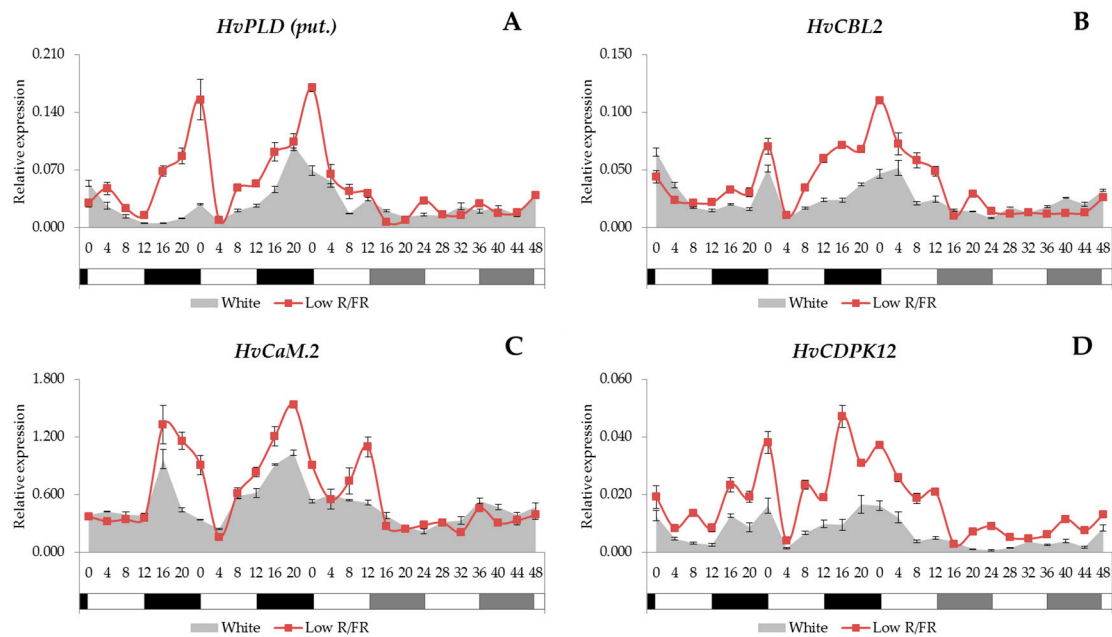 HvPLD (put.)
A
Relative expression
0.210
0.140
0.070
0.000
0 4 8 12 16 20 0 4 8 12 16 20 0 4 8 12 16 20 24 28 32 36 40 44 48
White Low R/FR
HvCBL2
B
Relative expression
0.150
0.100
0.050
0.000
0 4 8 12 16 20 0 4 8 12 16 20 0 4 8 12 16 20 24 28 32 36 40 44 48
White Low R/FR
HvCaM.2
C
Relative expression
1.800
1.200
0.600
0.000
0 4 8 12 16 20 0 4 8 12 16 20 0 4 8 12 16 20 24 28 32 36 40 44 48
White Low R/FR
HvCDPK12
D
Relative expression
0.060
0.040
0.020
0.000
0 4 8 12 16 20 0 4 8 12 16 20 0 4 8 12 16 20 24 28 32 36 40 44 48
White Low R/FR